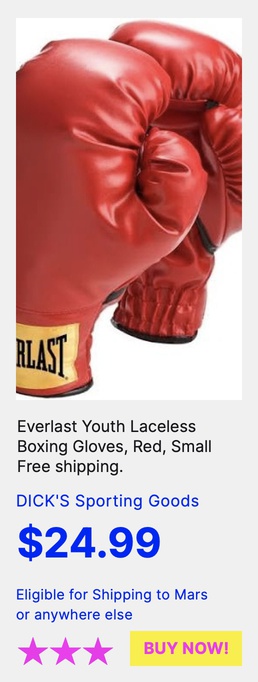 RLAST
Everlast Youth Laceless
Boxing Gloves, Red, Small
Free shipping.
DICK'S Sporting Goods
$24.99
Eligible for Shipping to Mars
or anywhere else
BUY NOW!